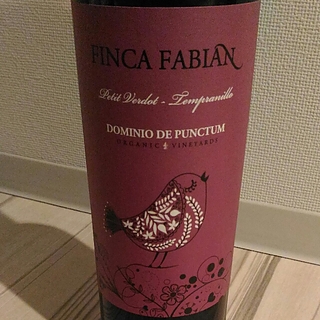 FINCA FABIAN
Petit Verdot - Tempranillo
DOMINIO DE PUNCTUM
ORGANIC VINEYARDS